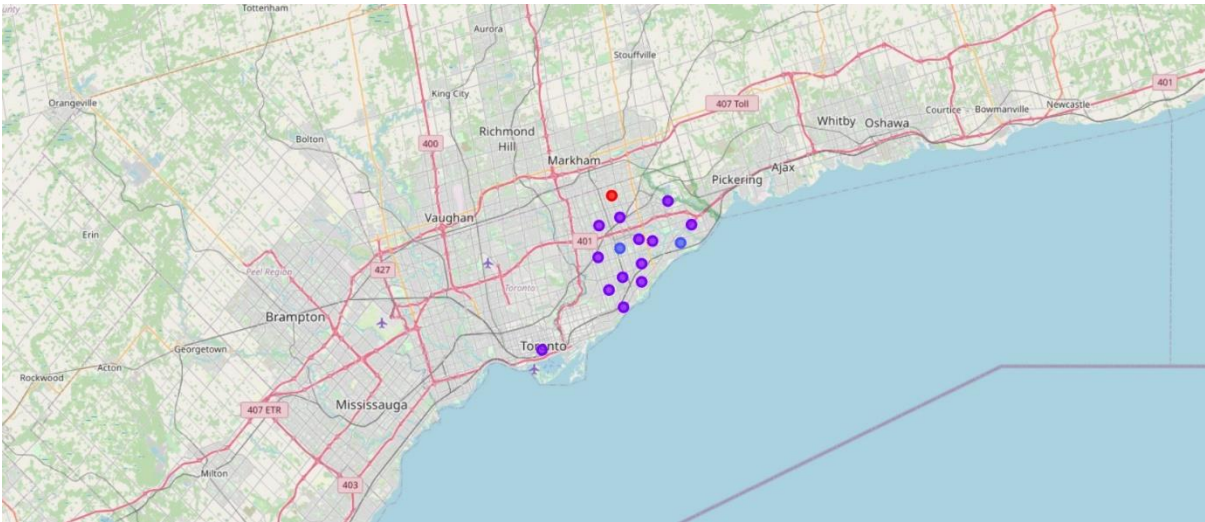 Tottenham
Aurora
Stouffville
401
King City
Orangeville
407 Toll
Newcastle
Courtice
Bowmanville
Whitby
Oshawa
Richmond
Hill
Bolton
400
Markham
Ajax
Pickering
Vaughan
Erin
401
427
Peel Region
Toronto
Brampton
Toronto
Georgetown
Acton
Rockwood
Mississauga
407 ETR
Milton
403